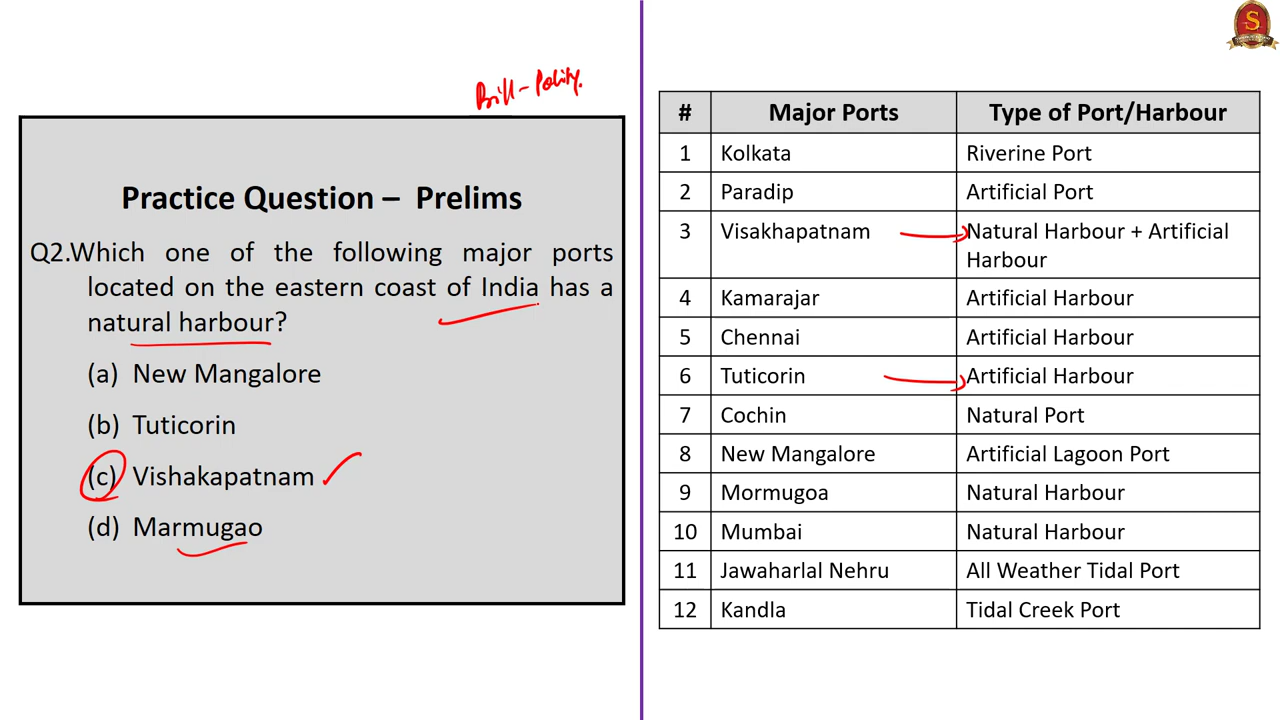 Bill - Polity.
Practice Question – Prelims
Q2.Which one of the following major ports
located on the eastern coast of India has a
natural harbour?
(a) New Mangalore
(b) Tuticorin
(c) Vishakapatnam
(d) Marmugao
# Major Ports Type of Port/Harbour
1 Kolkata Riverine Port
2 Paradip Artificial Port
3 Visakhapatnam Natural Harbour + Artificial
Harbour
4 Kamarajar Artificial Harbour
5 Chennai Artificial Harbour
6 Tuticorin Artificial Harbour
7 Cochin Natural Port
8 New Mangalore Artificial Lagoon Port
9 Mormugoa Natural Harbour
10 Mumbai Natural Harbour
11 Jawaharlal Nehru All Weather Tidal Port
12 Kandla Tidal Creek Port